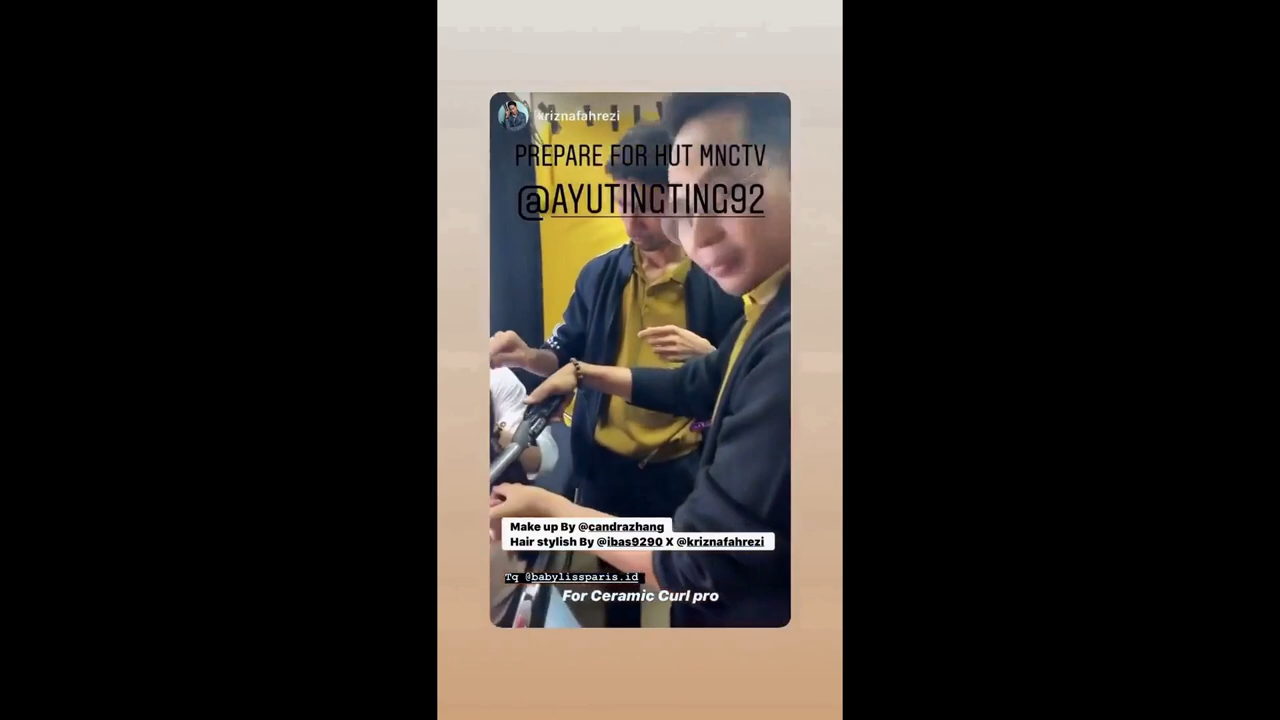 kriznafahrezi
PREPARE FOR HUT MNCTV
@AYUTINGTING92
Make up By @candrazhang
Hair stylish By @ibas9290 X @kriznafahrezi
Tq @babylissparis.id
For Ceramic Curl pro